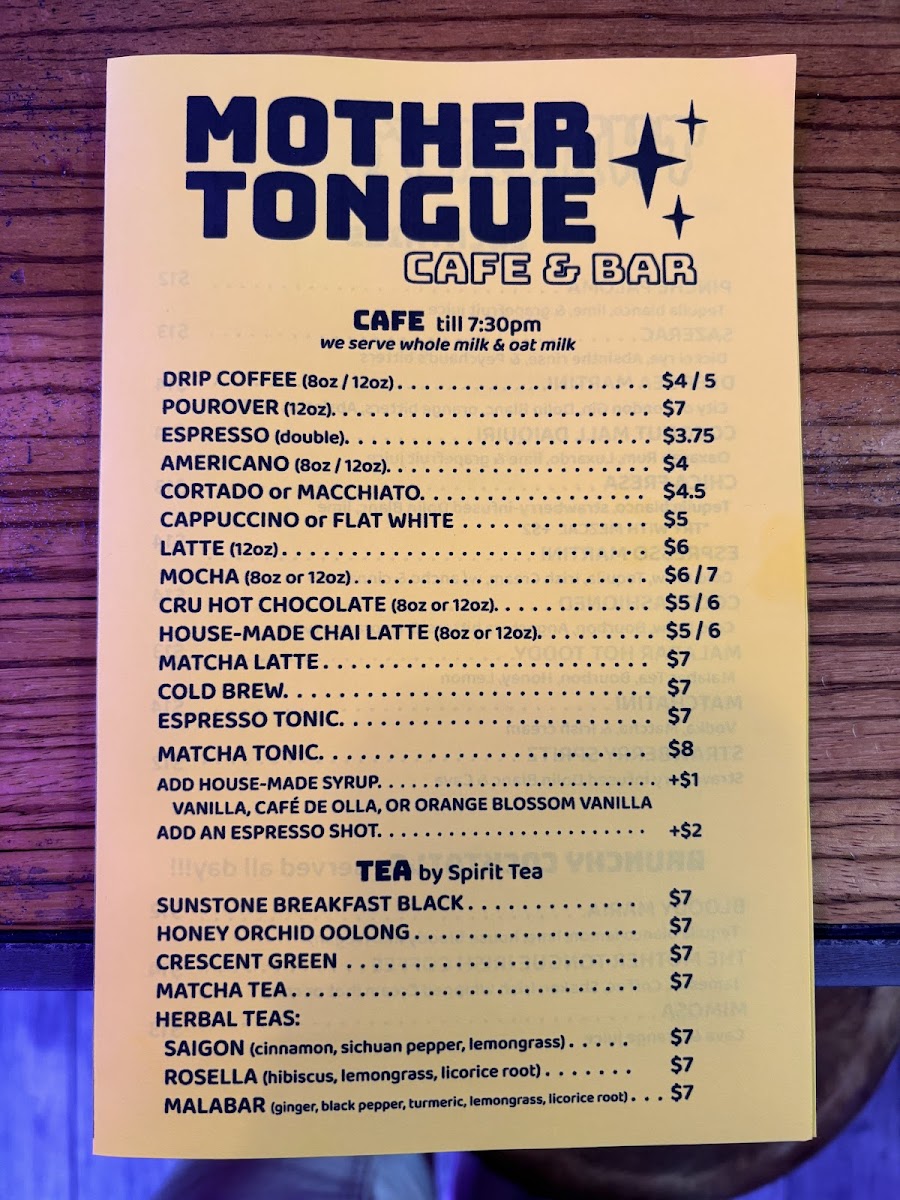 MOTHER
TONGUE
CAFE & BAR
CAFE till 7:30pm
we serve whole milk & oat milk
DRIP COFFEE (8oz / 12oz). . . . . . . . . . . . . . . . . . . . $4 / 5
POUROVER (12oz). . . . . . . . . . . . . . . . . . . . . . . . . $7
ESPRESSO (double). . . . . . . . . . . . . . . . . . . . . . . . $3.75
AMERICANO (8oz / 12oz). . . . . . . . . . . . . . . . . . . . . $4
CORTADO or MACCHIATO. . . . . . . . . . . . . . . . . . $4.5
CAPPUCCINO or FLAT WHITE . . . . . . . . . . . . . . . $5
LATTE (12oz) . . . . . . . . . . . . . . . . . . . . . . . . . . . . . $6
MOCHA (8oz or 12oz) . . . . . . . . . . . . . . . . . . . . . . . . $6 / 7
CRU HOT CHOCOLATE (8oz or 12oz). . . . . . . . . . . . . $5 / 6
HOUSE-MADE CHAI LATTE (8oz or 12oz). . . . . . . . . . $5 / 6
MATCHA LATTE . . . . . . . . . . . . . . . . . . . . . . . . . . $7
COLD BREW. . . . . . . . . . . . . . . . . . . . . . . . . . . . . $7
ESPRESSO TONIC. . . . . . . . . . . . . . . . . . . . . . . . . $7
MATCHA TONIC. . . . . . . . . . . . . . . . . . . . . . . . . . $8
ADD HOUSE-MADE SYRUP. . . . . . . . . . . . . . . . . . . . . . +$1
VANILLA, CAFÉ DE OLLA, OR ORANGE BLOSSOM VANILLA
ADD AN ESPRESSO SHOT. . . . . . . . . . . . . . . . . . . . . +$2
TEA by Spirit Tea
SUNSTONE BREAKFAST BLACK . . . . . . . . . . . . . $7
HONEY ORCHID OOLONG . . . . . . . . . . . . . . . . . $7
CRESCENT GREEN . . . . . . . . . . . . . . . . . . . . . . . $7
MATCHA TEA. . . . . . . . . . . . . . . . . . . . . . . . . . . $7
HERBAL TEAS:
SAIGON (cinnamon, sichuan pepper, lemongrass) . . . . . $7
ROSELLA (hibiscus, lemongrass, licorice root) . . . . . . . $7
MALABAR (ginger, black pepper, turmeric, lemongrass, licorice root) . . . $7